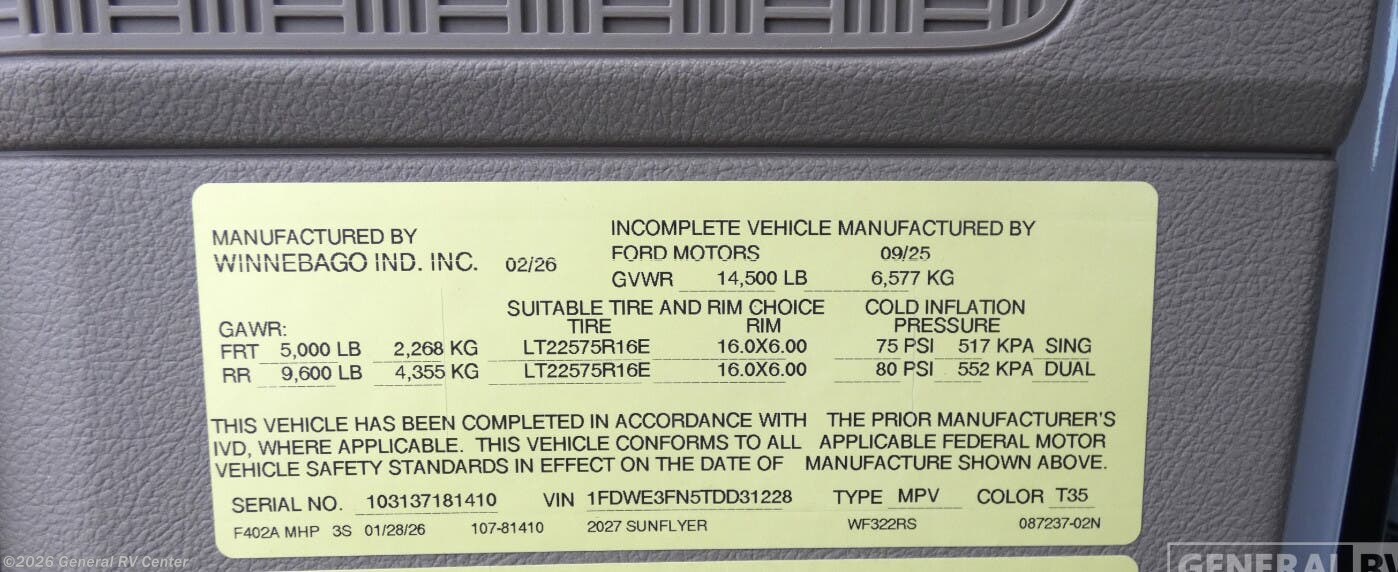 MANUFACTURED BY
WINNEBAGO IND. INC. 02/26
INCOMPLETE VEHICLE MANUFACTURED BY
FORD MOTORS 09/25
GVWR 14,500 LB 6,577 KG
SUITABLE TIRE AND RIM CHOICE COLD INFLATION
GAWR: TIRE RIM PRESSURE
FRT 5,000 LB 2,268 KG LT22575R16E 16.0X6.00 75 PSI 517 KPA SING
RR 9,600 LB 4,355 KG LT22575R16E 16.0X6.00 80 PSI 552 KPA DUAL
THIS VEHICLE HAS BEEN COMPLETED IN ACCORDANCE WITH THE PRIOR MANUFACTURER'S
IVD, WHERE APPLICABLE. THIS VEHICLE CONFORMS TO ALL APPLICABLE FEDERAL MOTOR
VEHICLE SAFETY STANDARDS IN EFFECT ON THE DATE OF MANUFACTURE SHOWN ABOVE.
SERIAL NO. 103137181410 VIN 1FDWE3FN5TDD31228 TYPE MPV COLOR T35
F402A MHP 3S 01/28/26 107-81410 2027 SUNFLYER WF322RS 087237-02N
©2026 General RV Center
GENERAL RV